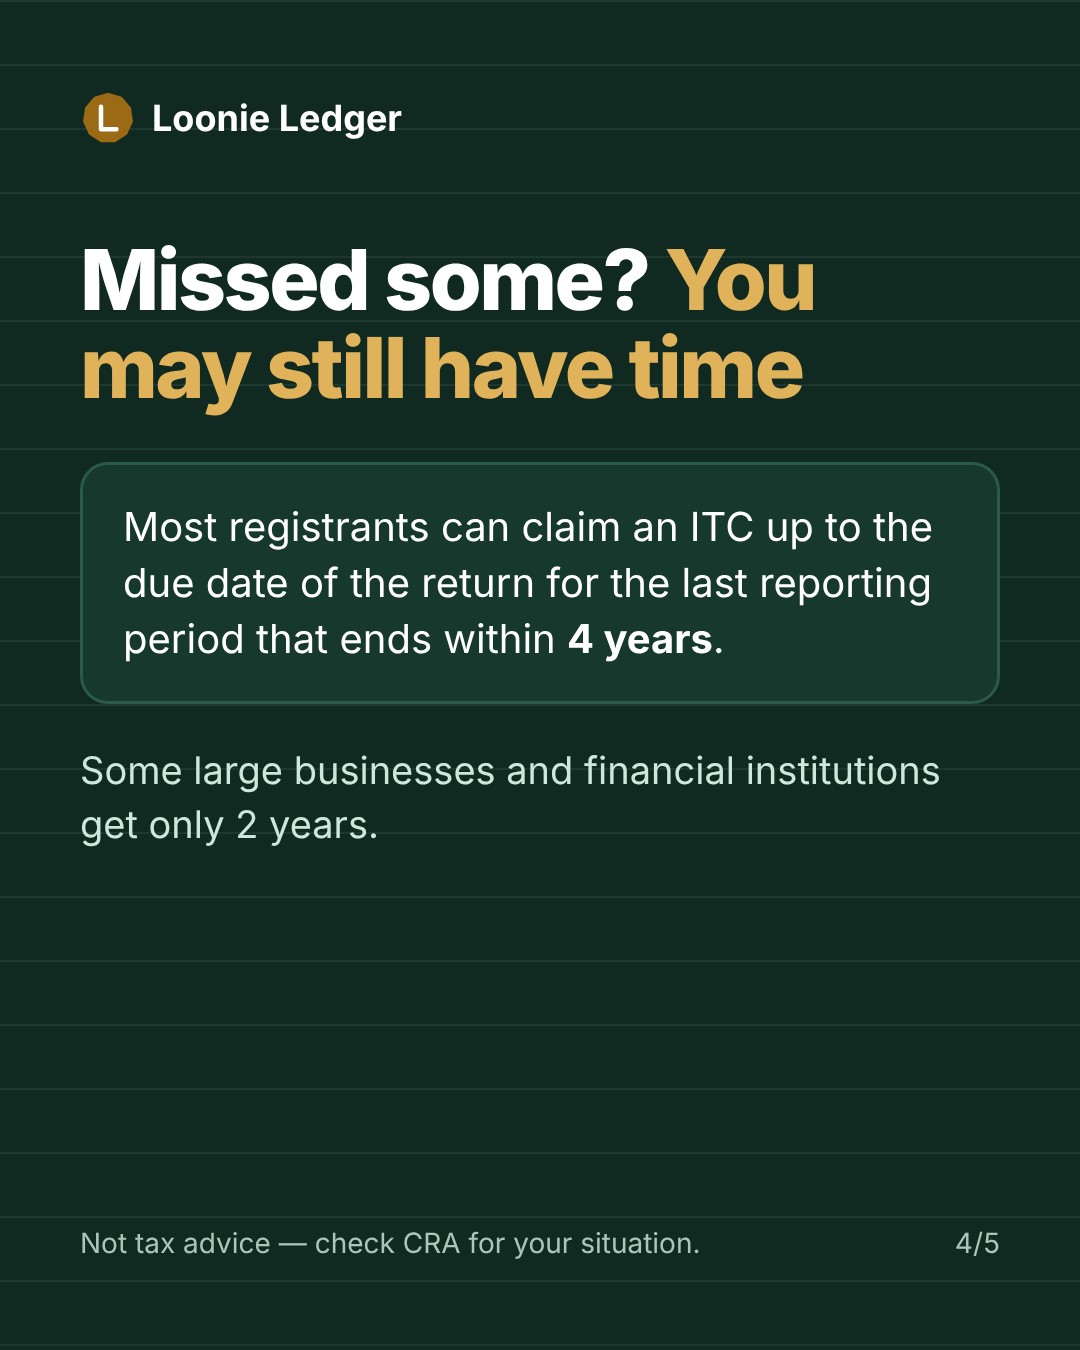 L Loonie Ledger
Missed some? You
may still have time
Most registrants can claim an ITC up to the
due date of the return for the last reporting
period that ends within 4 years.
Some large businesses and financial institutions
get only 2 years.
Not tax advice — check CRA for your situation. 4/5